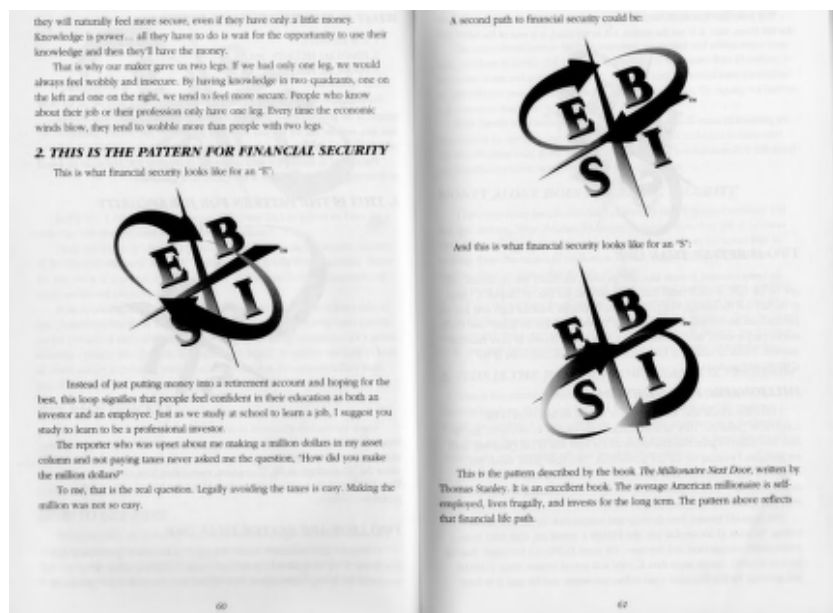 they will naturally feel more secure, even if they have only a little money.
Knowledge is power... all they have to do is wait for the opportunity to use their
knowledge and then they'll have the money.
That is why our maker gave us two legs. If we had only one leg, we would
always feel wobbly and insecure. By having knowledge in two quadrants, one on
the left and one on the right, we tend to feel more secure. People who know
about their job or their profession only have one leg. Every time the economic
winds blow, they tend to wobble more than people with two legs.
2. THIS IS THE PATTERN FOR FINANCIAL SECURITY
This is what financial security looks like for an "E":
E B
S I
™
Instead of just putting money into a retirement account and hoping for the
best, this loop signifies that people feel confident in their education as both an
investor and an employee. Just as we study at school to learn a job, I suggest you
study to learn to be a professional investor.
The reporter who was upset about me making a million dollars in my asset
column and not paying taxes never asked me the question, "How did you make
the million dollars?"
To me, that is the real question. Legally avoiding the taxes is easy. Making the
million was not so easy.
60
A second path to financial security could be:
E B
S I
™
And this is what financial security looks like for an "S":
E B
S I
™
This is the pattern described by the book The Millionaire Next Door, written by
Thomas Stanley. It is an excellent book. The average American millionaire is self-
employed, lives frugally, and invests for the long term. The pattern above reflects
that financial life path.
61